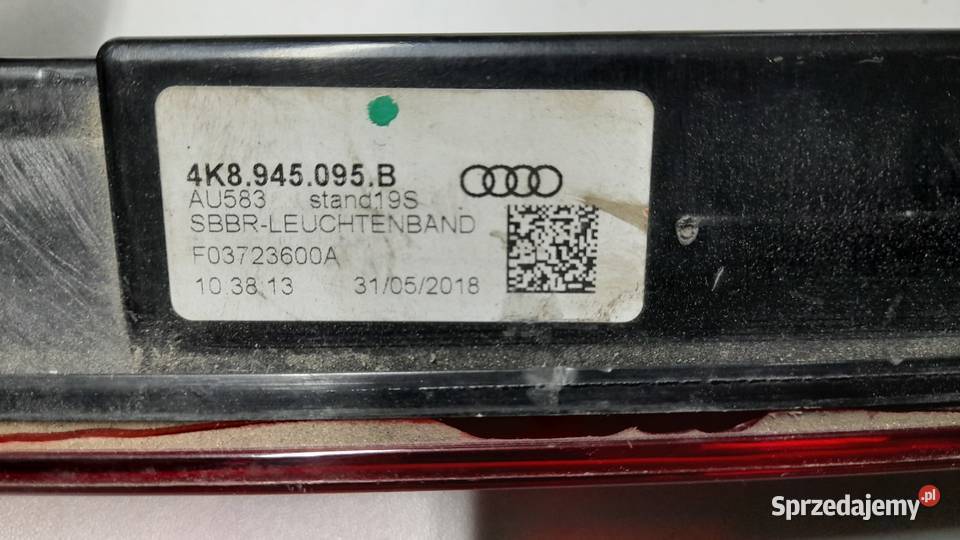 4K8.945.095.B
AU583 stand19S
SBBR-LEUCHTENBAND
F03723600A
10.38.13 31/05/2018
Sprzedajemy.pl